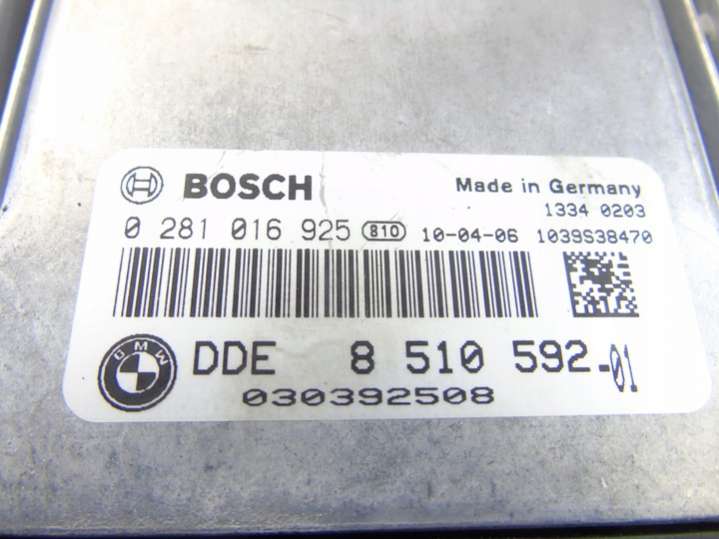 BOSCH Made in Germany
1334 0203
0 281 016 925 810 10-04-06 1039S38470
BMW DDE 8 510 592-01
030392508